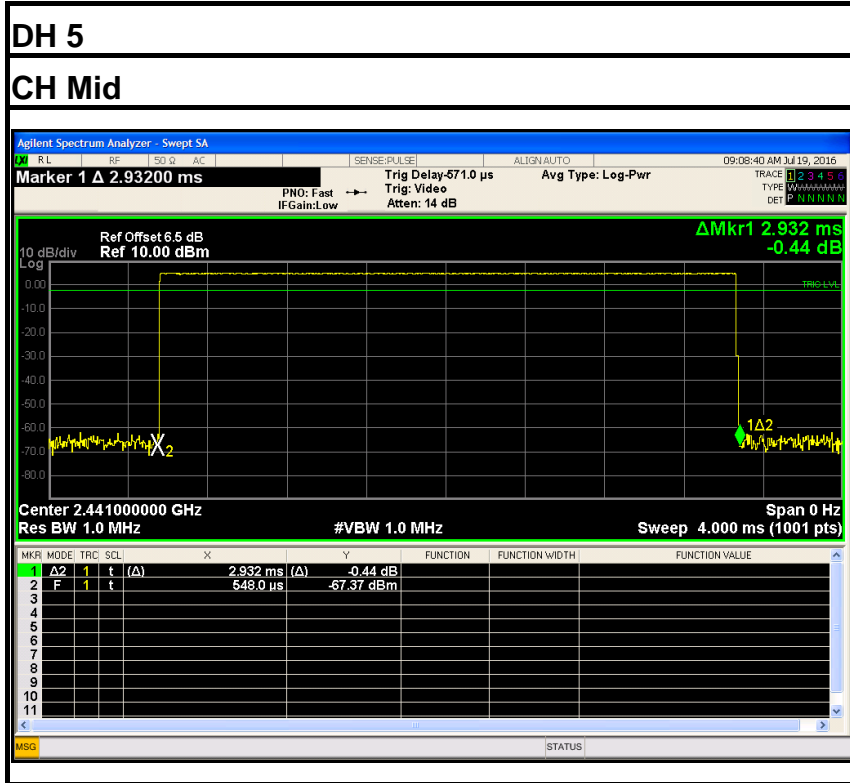 DH 5
CH Mid
Agilent Spectrum Analyzer - Swept SA
LXI RL RF 50 Ω AC SENSE:PULSE ALIGN AUTO 09:08:40 AM Jul 19, 2016
Marker 1 Δ 2.93200 ms
PNO: Fast
IFGain:Low
Trig Delay-571.0 µs
Trig: Video
Atten: 14 dB
Avg Type: Log-Pwr
TRACE 1 2 3 4 5 6
TYPE W
DET P N N N N N
ΔMkr1 2.932 ms
-0.44 dB
Ref Offset 6.5 dB
10 dB/div Ref 10.00 dBm
Log
0.00
TRIG LVL
-10.0
-20.0
-30.0
-40.0
-50.0
-60.0
-70.0
-80.0
X2
1Δ2
Center 2.441000000 GHz Span 0 Hz
Res BW 1.0 MHz #VBW 1.0 MHz Sweep 4.000 ms (1001 pts)
MKR MODE TRC SCL X Y FUNCTION FUNCTION WIDTH FUNCTION VALUE
1 Δ2 1 t (Δ) 2.932 ms (Δ) -0.44 dB
2 F 1 t 548.0 µs -67.37 dBm
3
4
5
6
7
8
9
10
11
MSG STATUS